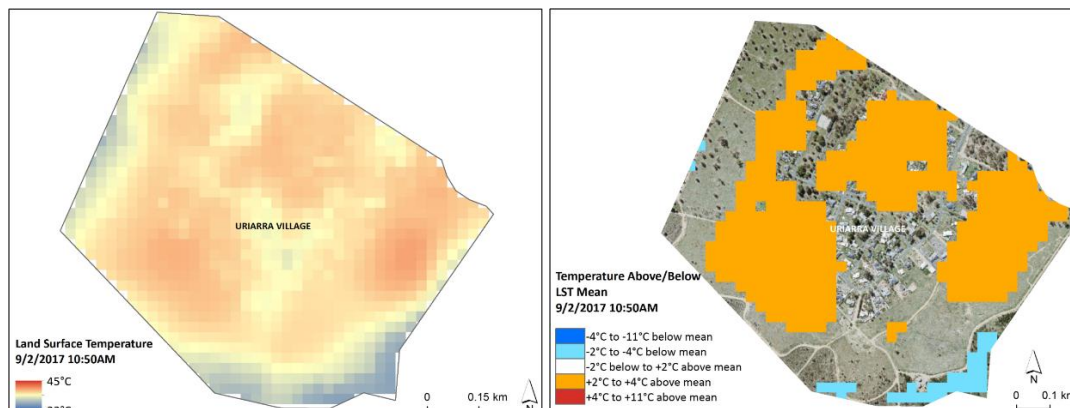 URIARRA VILLAGE
Land Surface Temperature
9/2/2017 10:50AM
45°C
0 0.15 km
N
URIARRA VILLAGE
Temperature Above/Below
LST Mean
9/2/2017 10:50AM
-4°C to -11°C below mean
-2°C to -4°C below mean
-2°C below to +2°C above mean
+2°C to +4°C above mean
+4°C to +11°C above mean
0 0.1 km
N